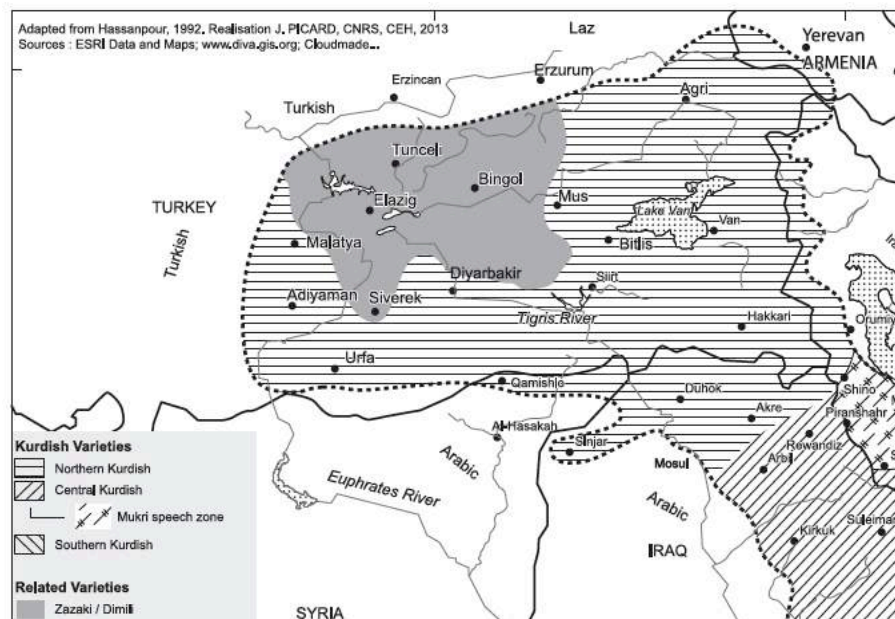 Adapted from Hassanpour, 1992. Realisation J. PICARD, CNRS, CEH, 2013
Sources : ESRI Data and Maps; www.diva.gis.org; Cloudmade...
Laz
Yerevan
ARMENIA
Erzurum
Erzincan
Agri
Turkish
Tunceli
Bingol
Elazig
Mus
Lake Van
Van
TURKEY
Turkish
Malatya
Bitlis
Diyarbakir
Siirt
Adiyaman
Siverek
Tigris River
Hakkari
Orumiy
Urfa
Qamishlo
Shino
Duhok
Akre
Piranshahr
Al-Hasakah
Rewandiz
Sinjar
Arabic
Mosul
Arbil
Kurdish Varieties
Northern Kurdish
Central Kurdish
Mukri speech zone
Southern Kurdish
Euphrates River
Arabic
Suleiman
Kirkuk
IRAQ
Related Varieties
Zazaki / Dimili
SYRIA